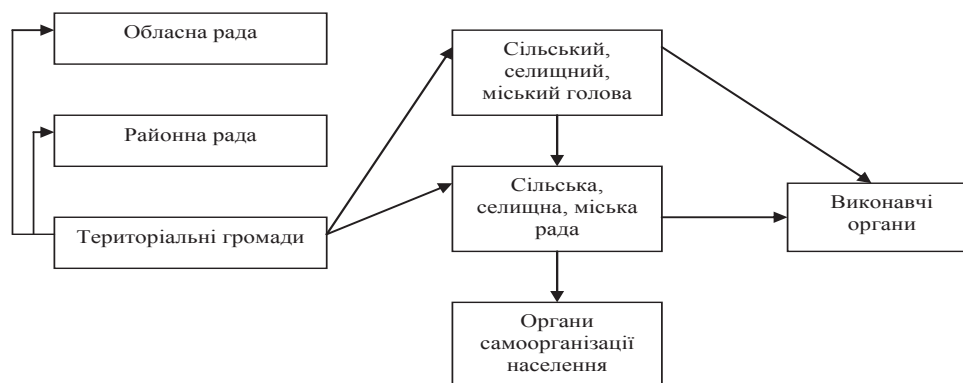 Обласна рада
Районна рада
Територіальні громади
Сільський,
селищний,
міський голова
Сільська,
селищна, міська
рада
Органи
самоорганізації
населення
Виконавчі
органи